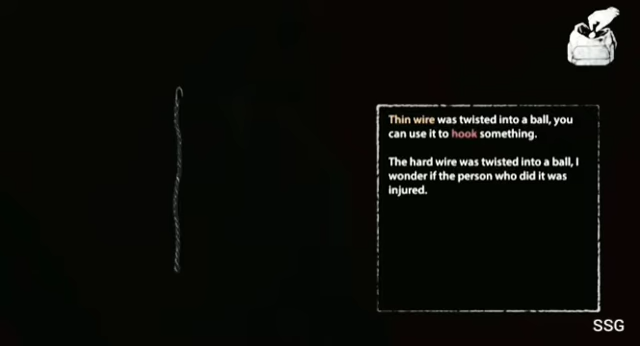 Thin wire was twisted into a ball, you
can use it to hook something.
The hard wire was twisted into a ball, I
wonder if the person who did it was
injured.
SSG